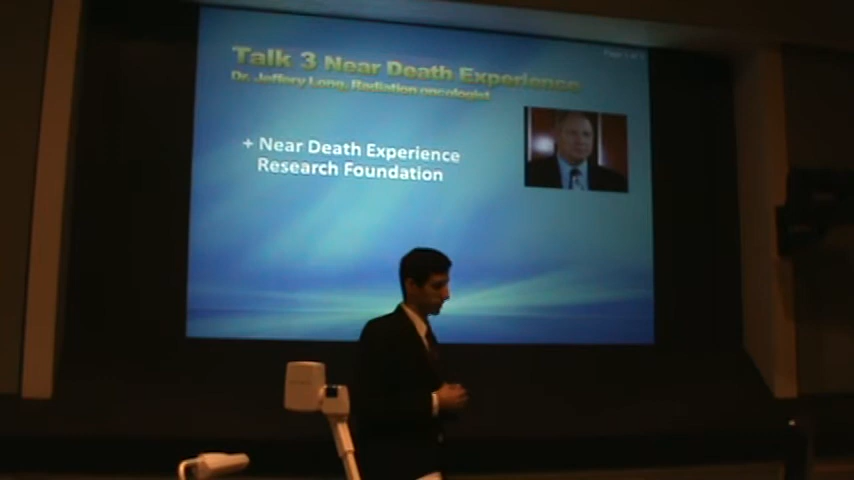 Talk 3 Near Death Experience
Dr. Jeffery Long, Radiation oncologist
+ Near Death Experience
Research Foundation